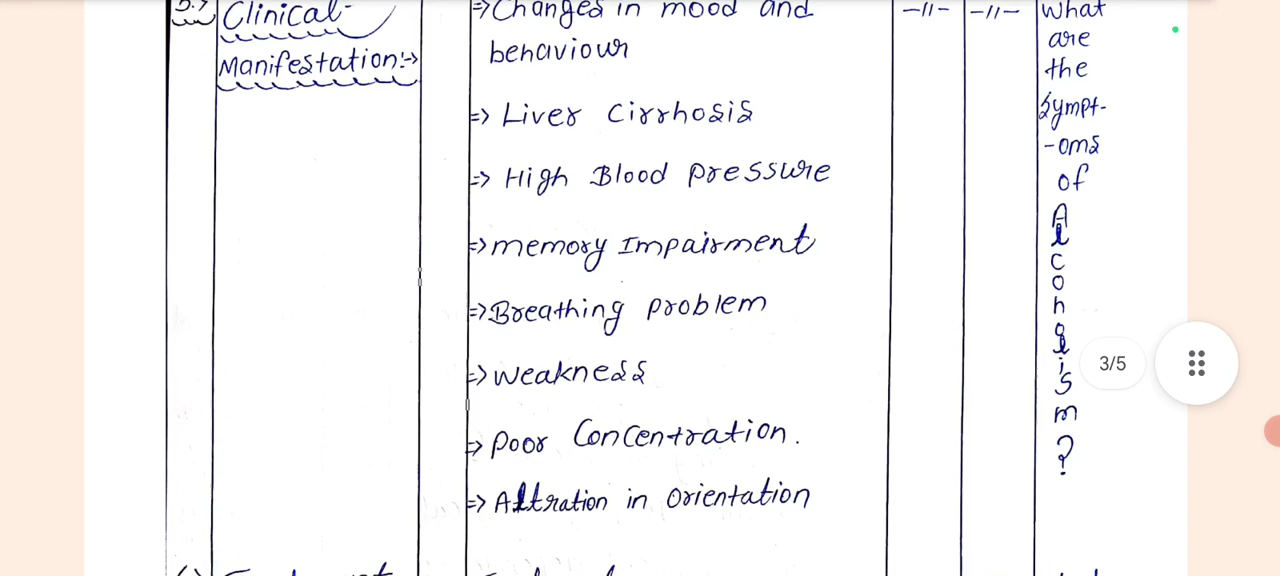 5.)
Clinical
Manifestation:->
=> Changes in mood and
behaviour
=> Liver Cirrhosis
=> High Blood Pressure
=> memory Impairment
=> Breathing problem
=> Weakness
=> Poor Concentration.
=> Altration in orientation
-11-
-11-
What
are
the
Sympt-
-oms
of
A
l
c
o
h
o
l
i
s
m
?
3/5